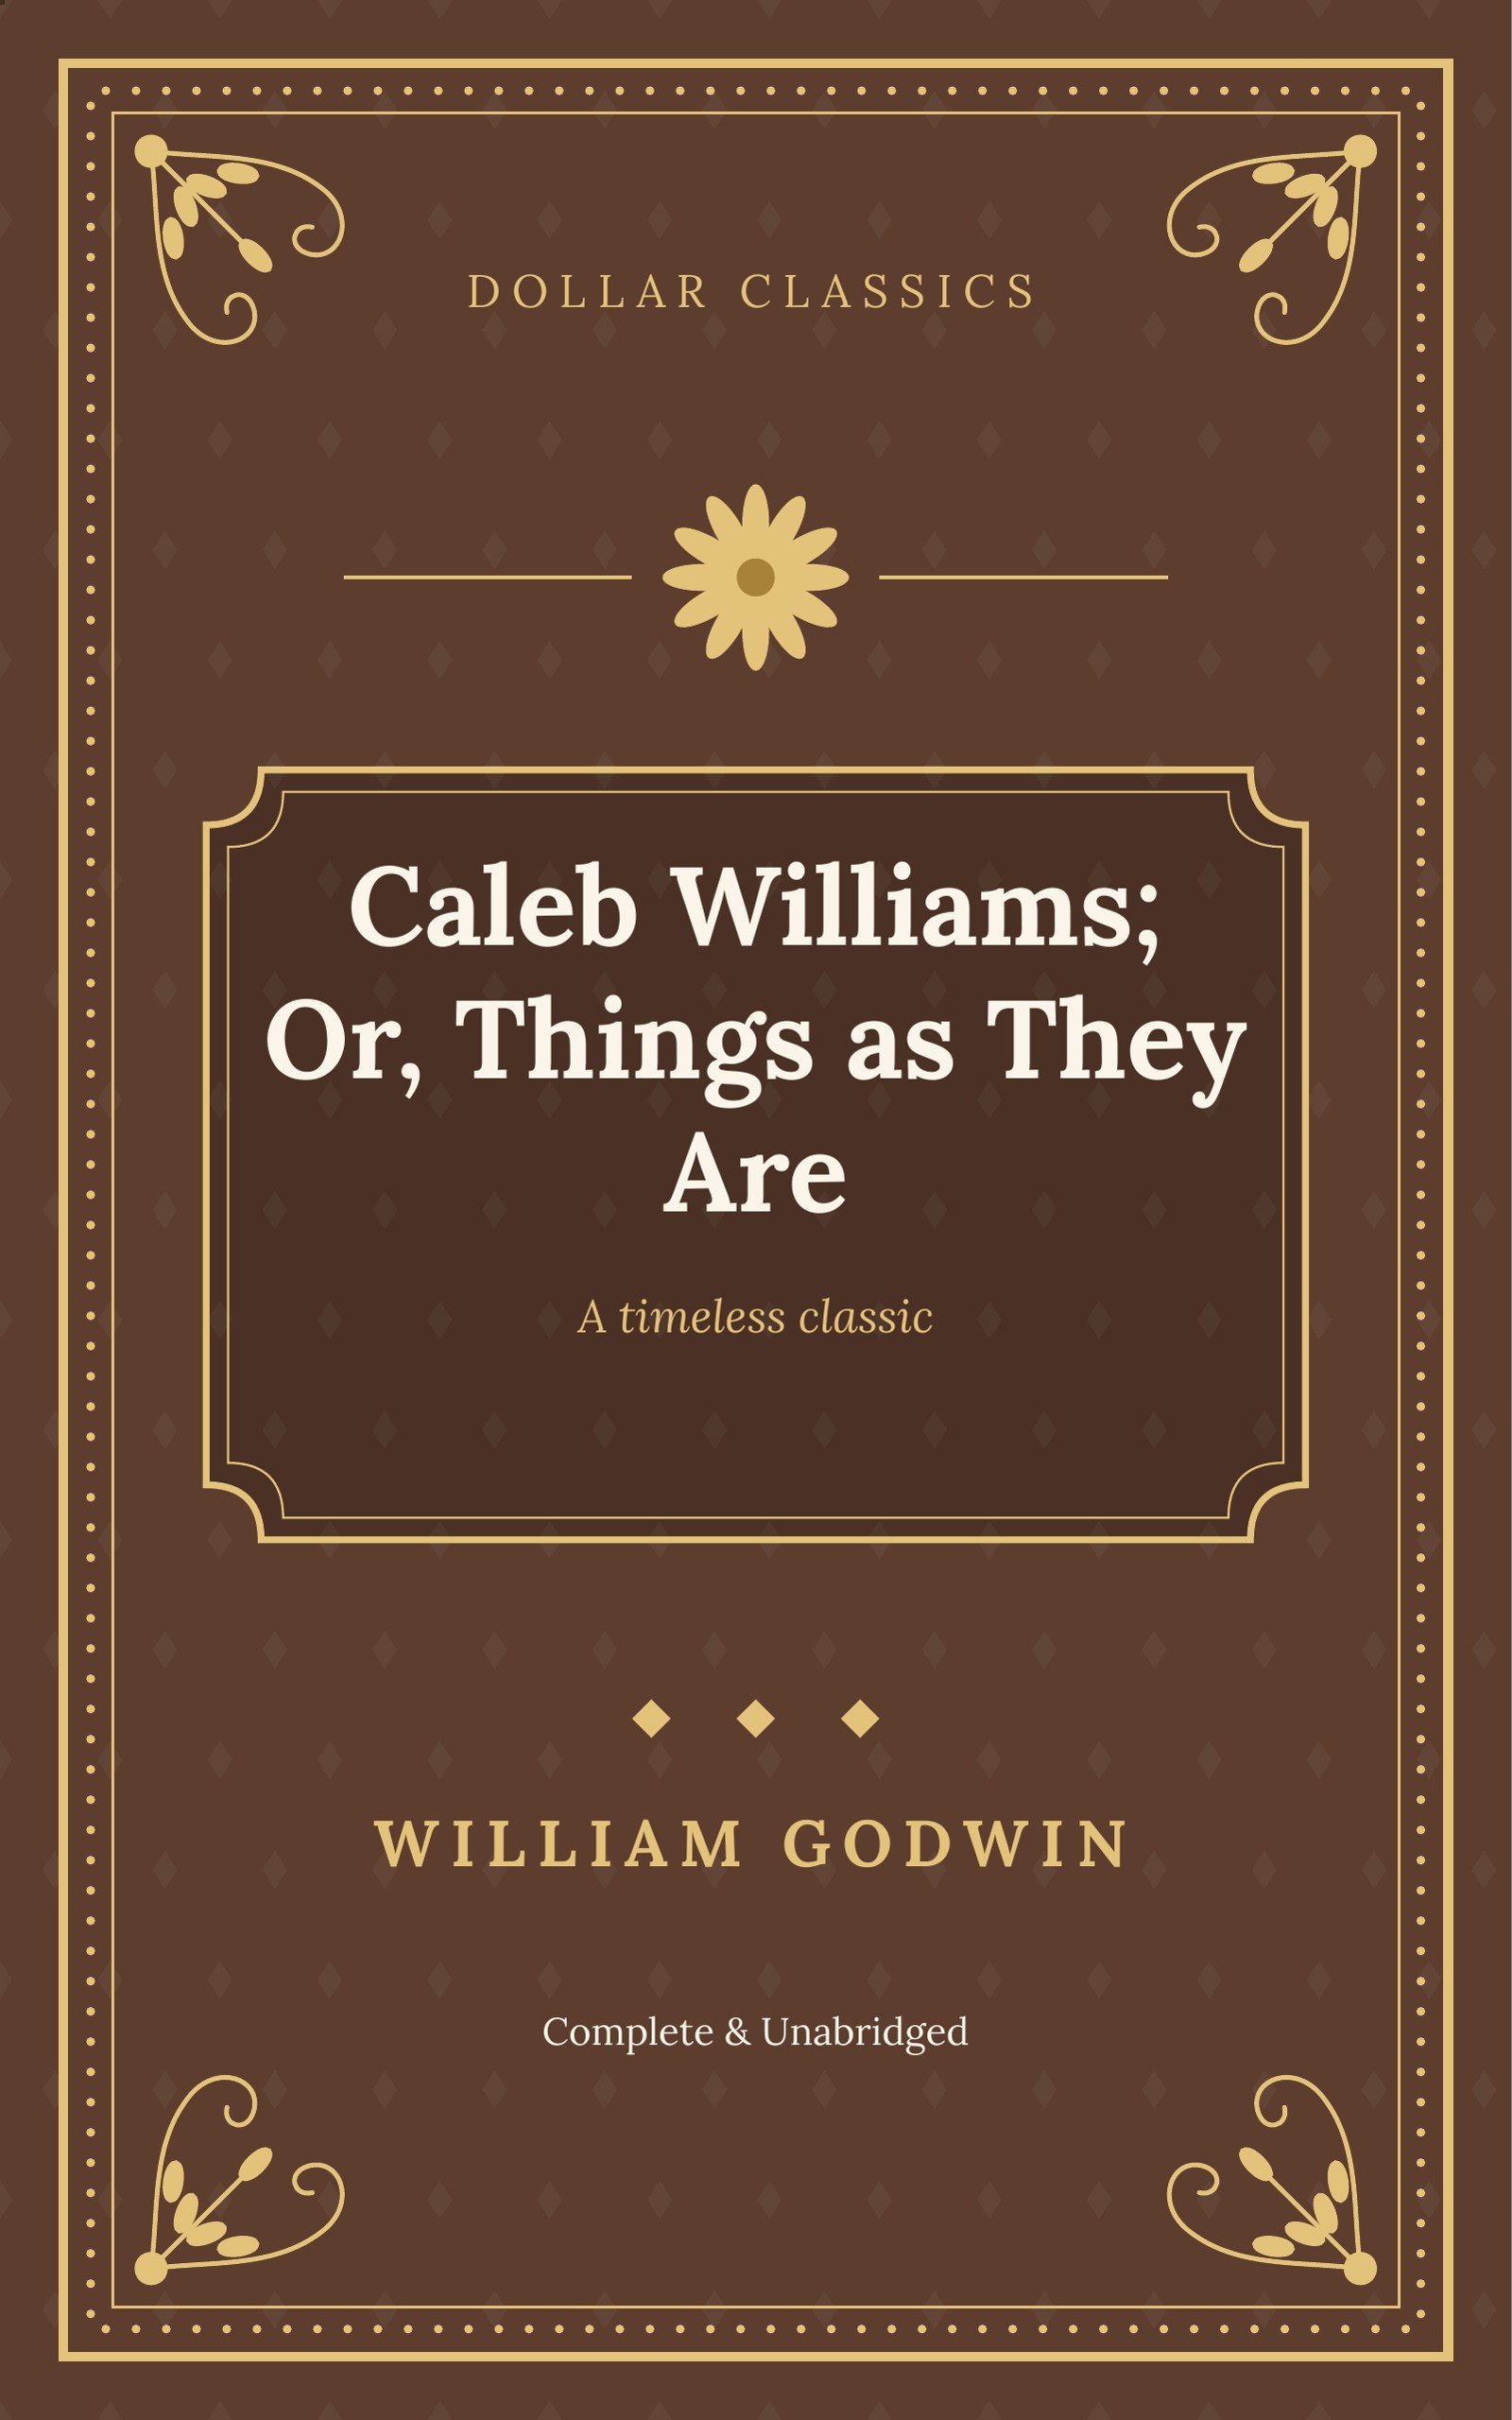 DOLLAR CLASSICS
Caleb Williams;
Or, Things as They
Are
A timeless classic
WILLIAM GODWIN
Complete & Unabridged